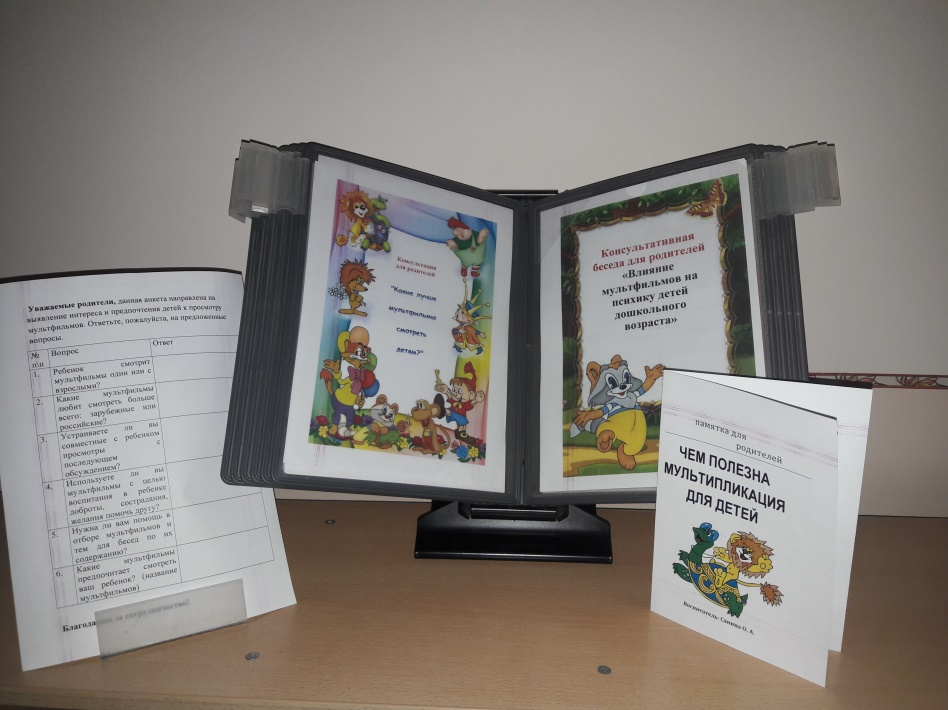 Уважаемые родители, данная анкета направлена на
выявление интереса и предпочтения детей к просмотру
мультфильмов. Ответьте, пожалуйста, на предложенные
вопросы.
№ п\п Вопрос Ответ
1. Ребенок смотрит
мультфильмы один или с
взрослыми?
2. Какие мультфильмы
любит смотреть больше
всего: зарубежные или
российские?
3. Устраиваете ли вы
совместные с ребенком
просмотры с
последующем
обсуждением?
4. Используете ли вы
мультфильмы с целью
воспитания в ребенке
доброты, сострадания,
желания помочь другу?
5. Нужна ли вам помощь в
отборе мультфильмов и
тем для бесед по их
содержанию?
6. Какие мультфильмы
предпочитает смотреть
ваш ребенок? (название
мультфильмов)
Благодарим за сотрудничество!
Консультация
для родителей
"Какие лучше
мультфильмы
смотреть
детям?"
Консультативная
беседа для родителей
«Влияние
мультфильмов на
психику детей
дошкольного
возраста»
памятка для
родителей
ЧЕМ ПОЛЕЗНА
МУЛЬТИПЛИКАЦИЯ
ДЛЯ ДЕТЕЙ
Воспитатель: Санина О. А.